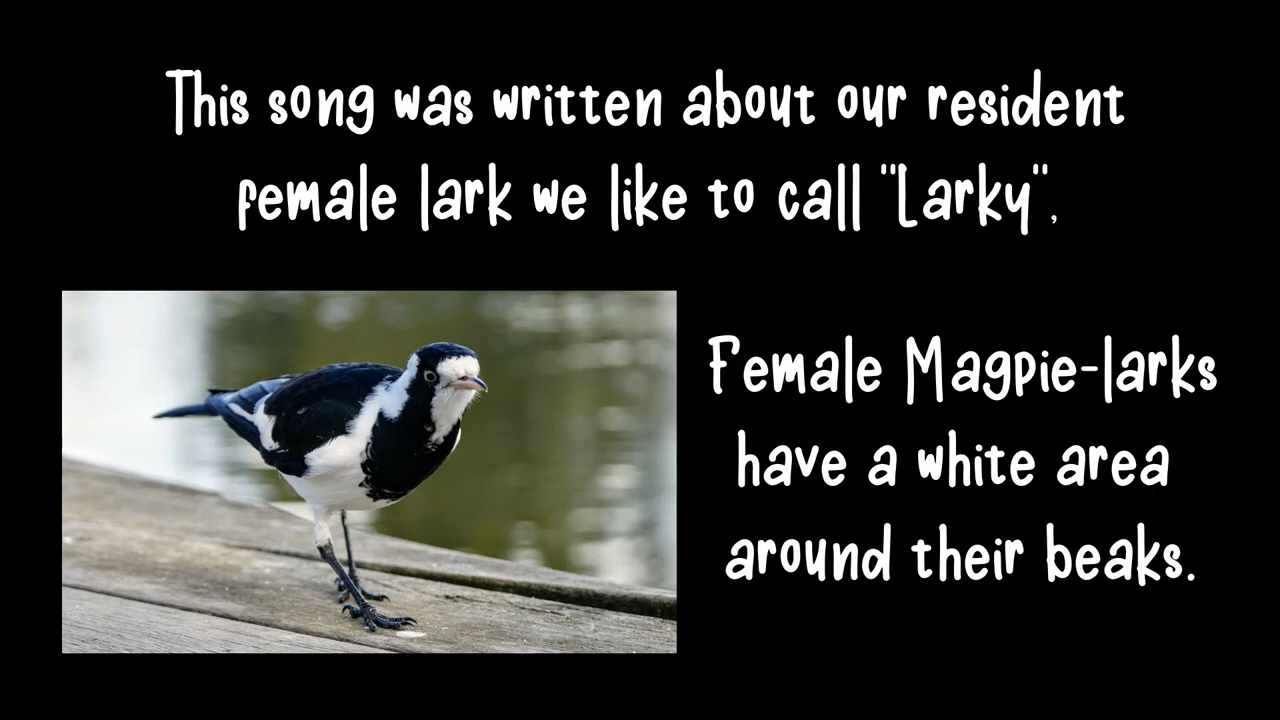 This song was written about our resident
female lark we like to call "Larky".
Female Magpie-larks
have a white area
around their beaks.